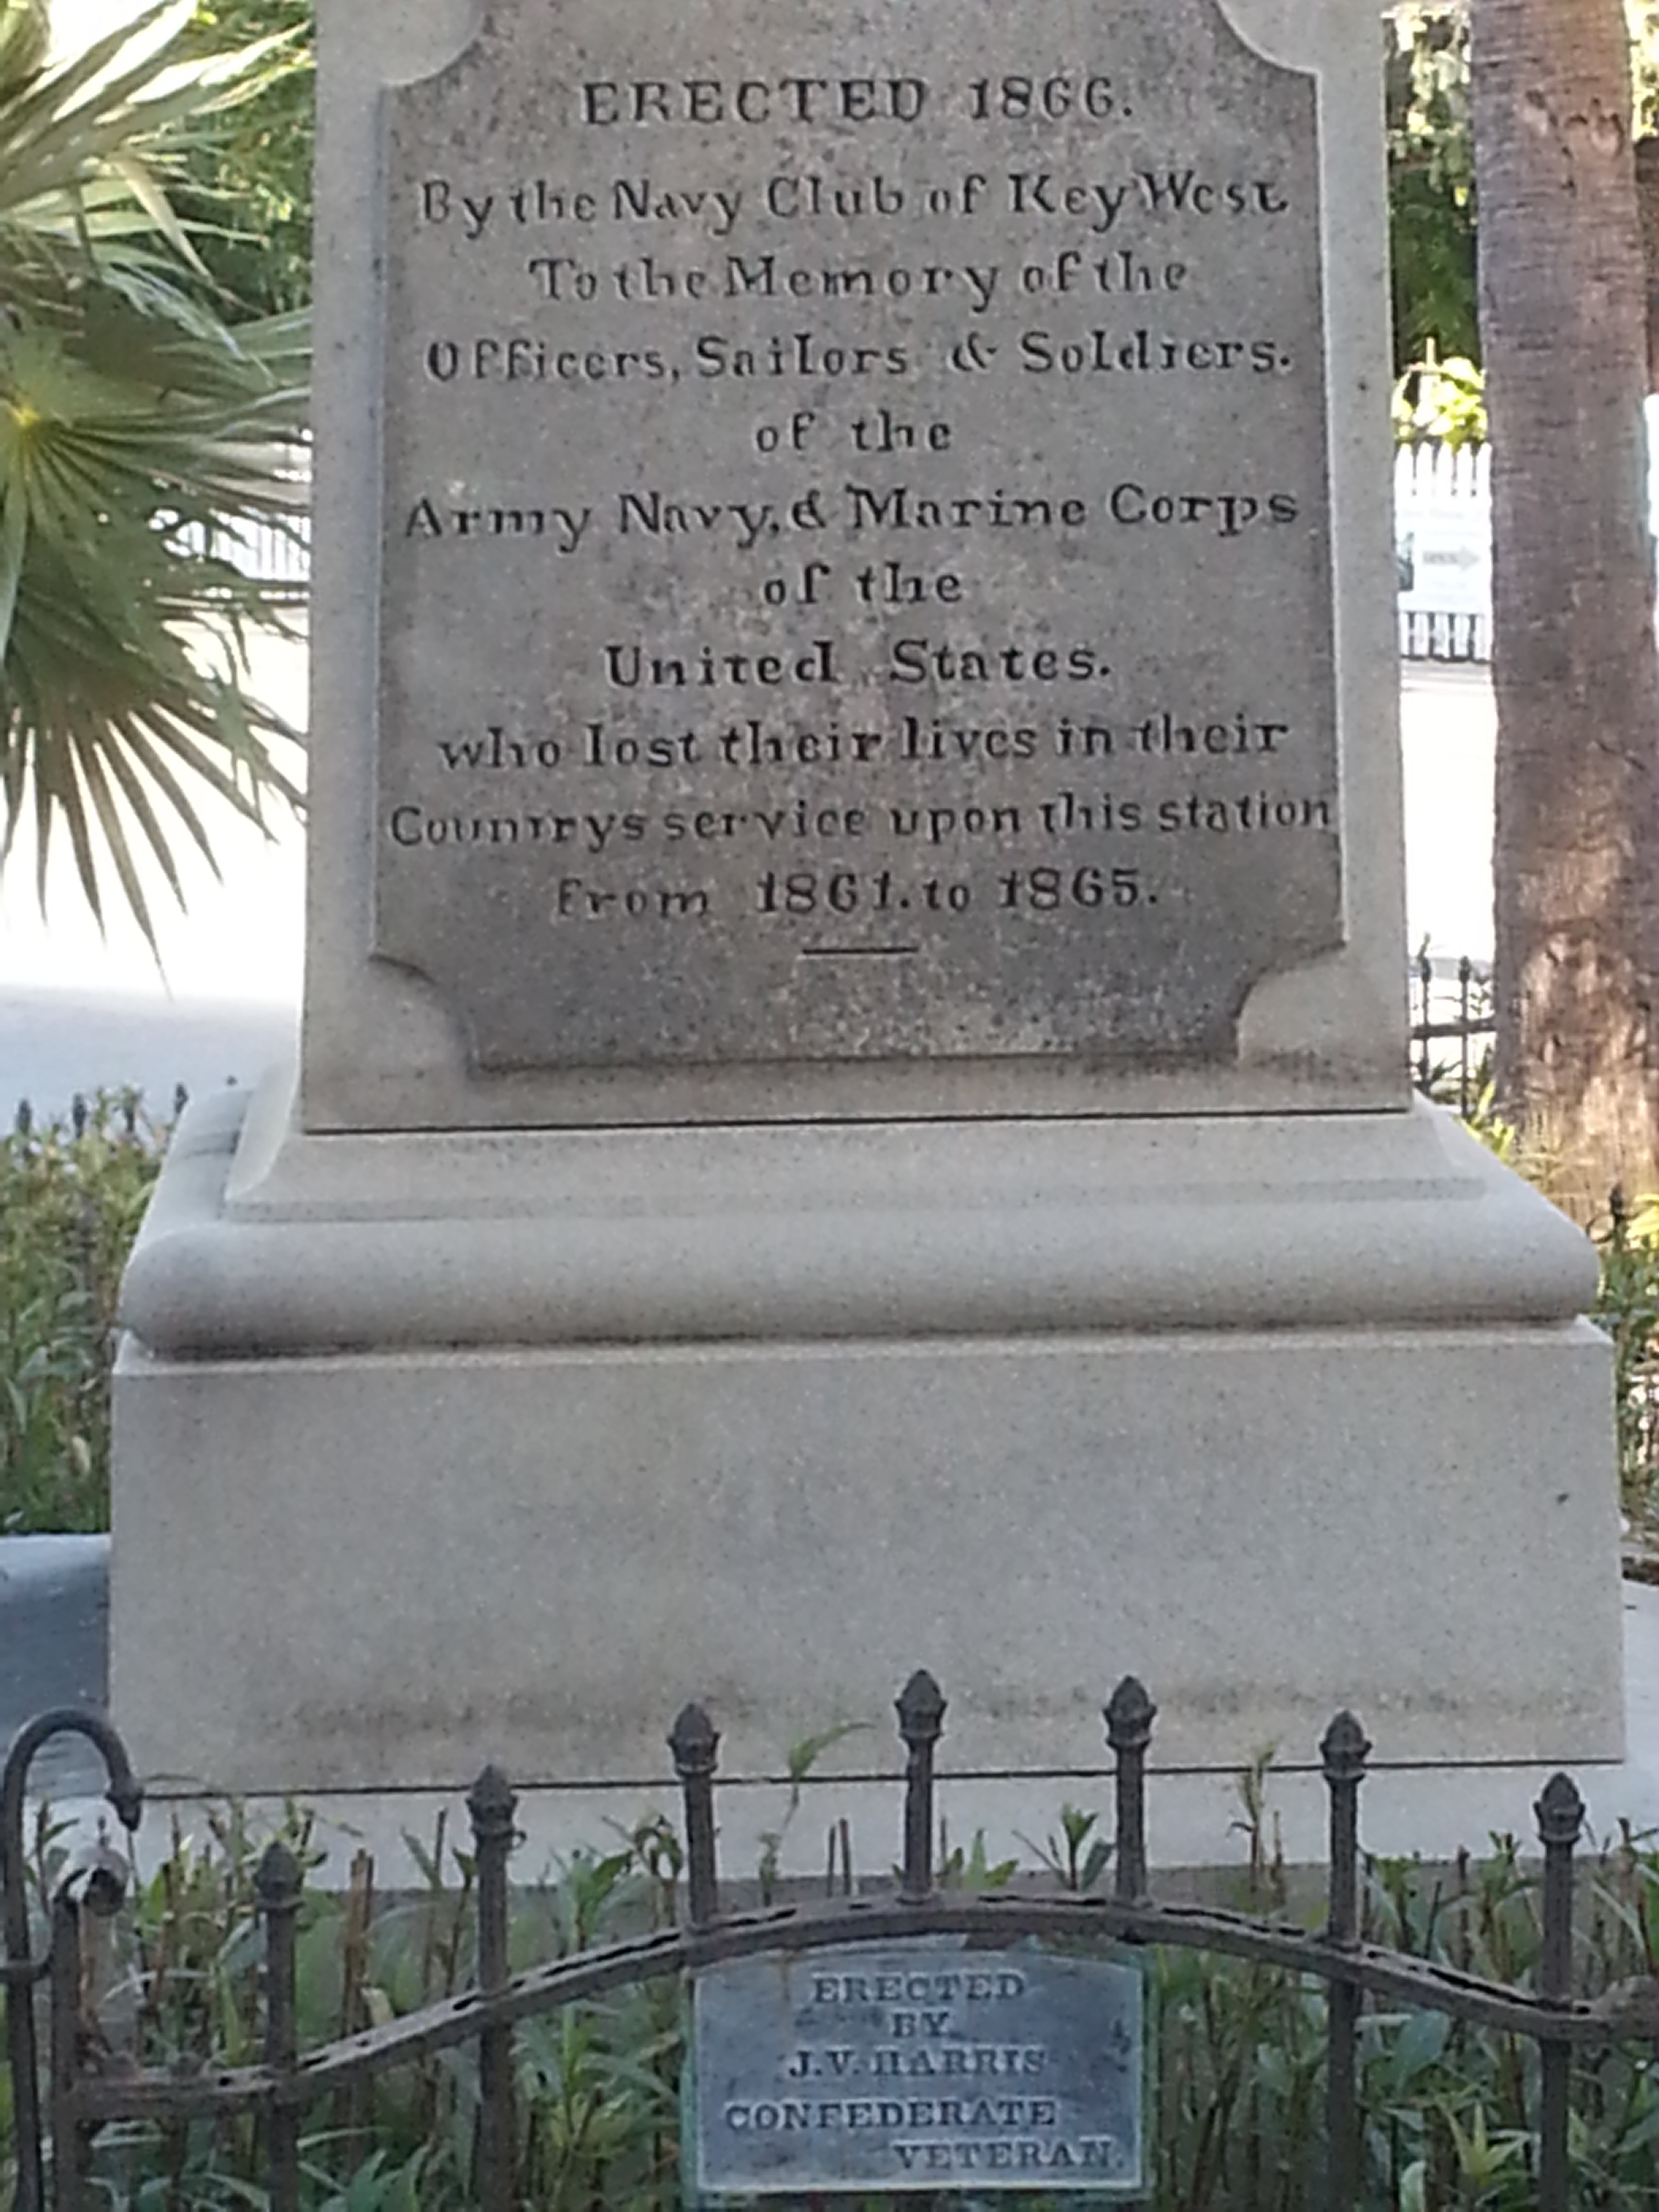 ERECTED 1866.
By the Navy Club of Key West
To the Memory of the
Officers, Sailors & Soldiers.
of the
Army Navy, & Marine Corps
of the
United States.
who lost their lives in their
Countrys service upon this station
From 1861. to 1865.
ERECTED
BY
J.V. HARRIS
CONFEDERATE
VETERAN.